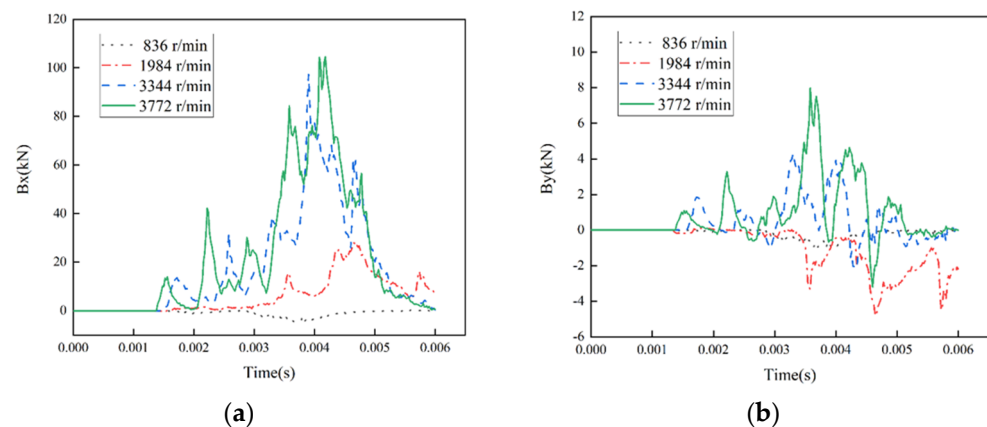 120
100
80
60
40
20
0
-10
Bx(kN)
836 r/min
1984 r/min
3344 r/min
3772 r/min
0.000 0.001 0.002 0.003 0.004 0.005 0.006
Time(s)
(a)
12
10
8
6
4
2
0
-2
-4
-6
By(kN)
836 r/min
1984 r/min
3344 r/min
3772 r/min
0.000 0.001 0.002 0.003 0.004 0.005 0.006
Time(s)
(b)